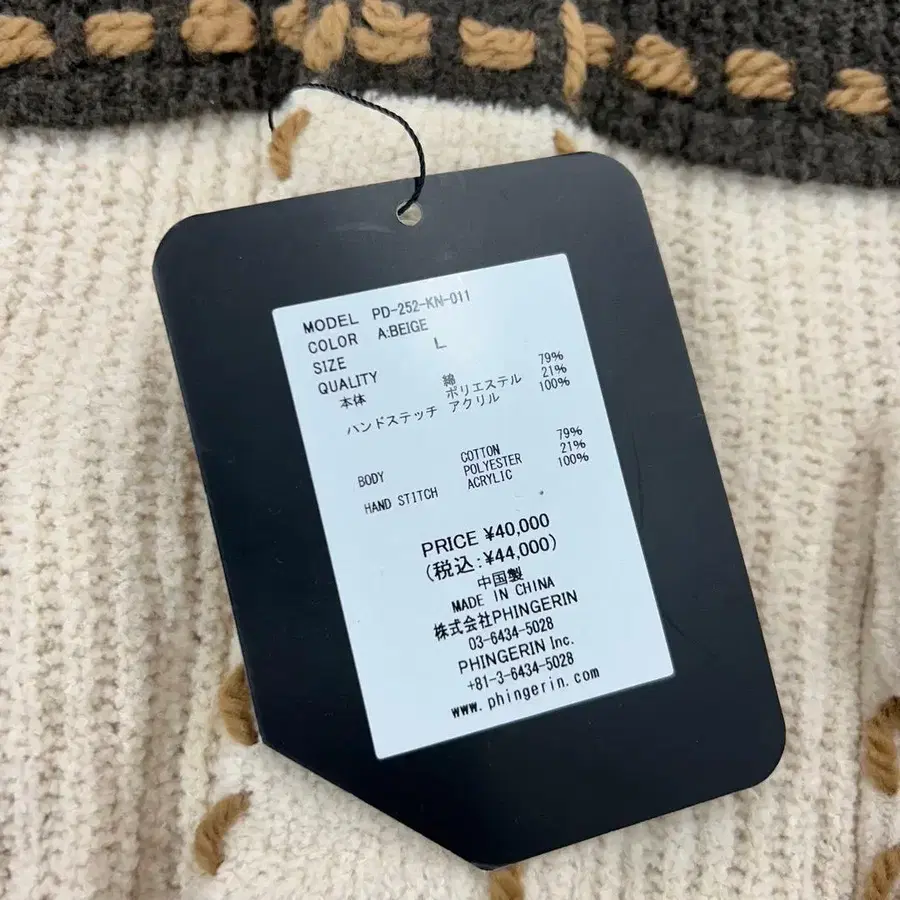 MODEL PD-252-KN-011
COLOR A:BEIGE
SIZE L
QUALITY
本体 綿 79%
ポリエステル 21%
ハンドステッチ アクリル 100%
BODY COTTON 79%
POLYESTER 21%
HAND STITCH ACRYLIC 100%
PRICE ¥40,000
(税込:¥44,000)
中国製
MADE IN CHINA
株式会社PHINGERIN
03-6434-5028
PHINGERIN Inc.
+81-3-6434-5028
www.phingerin.com